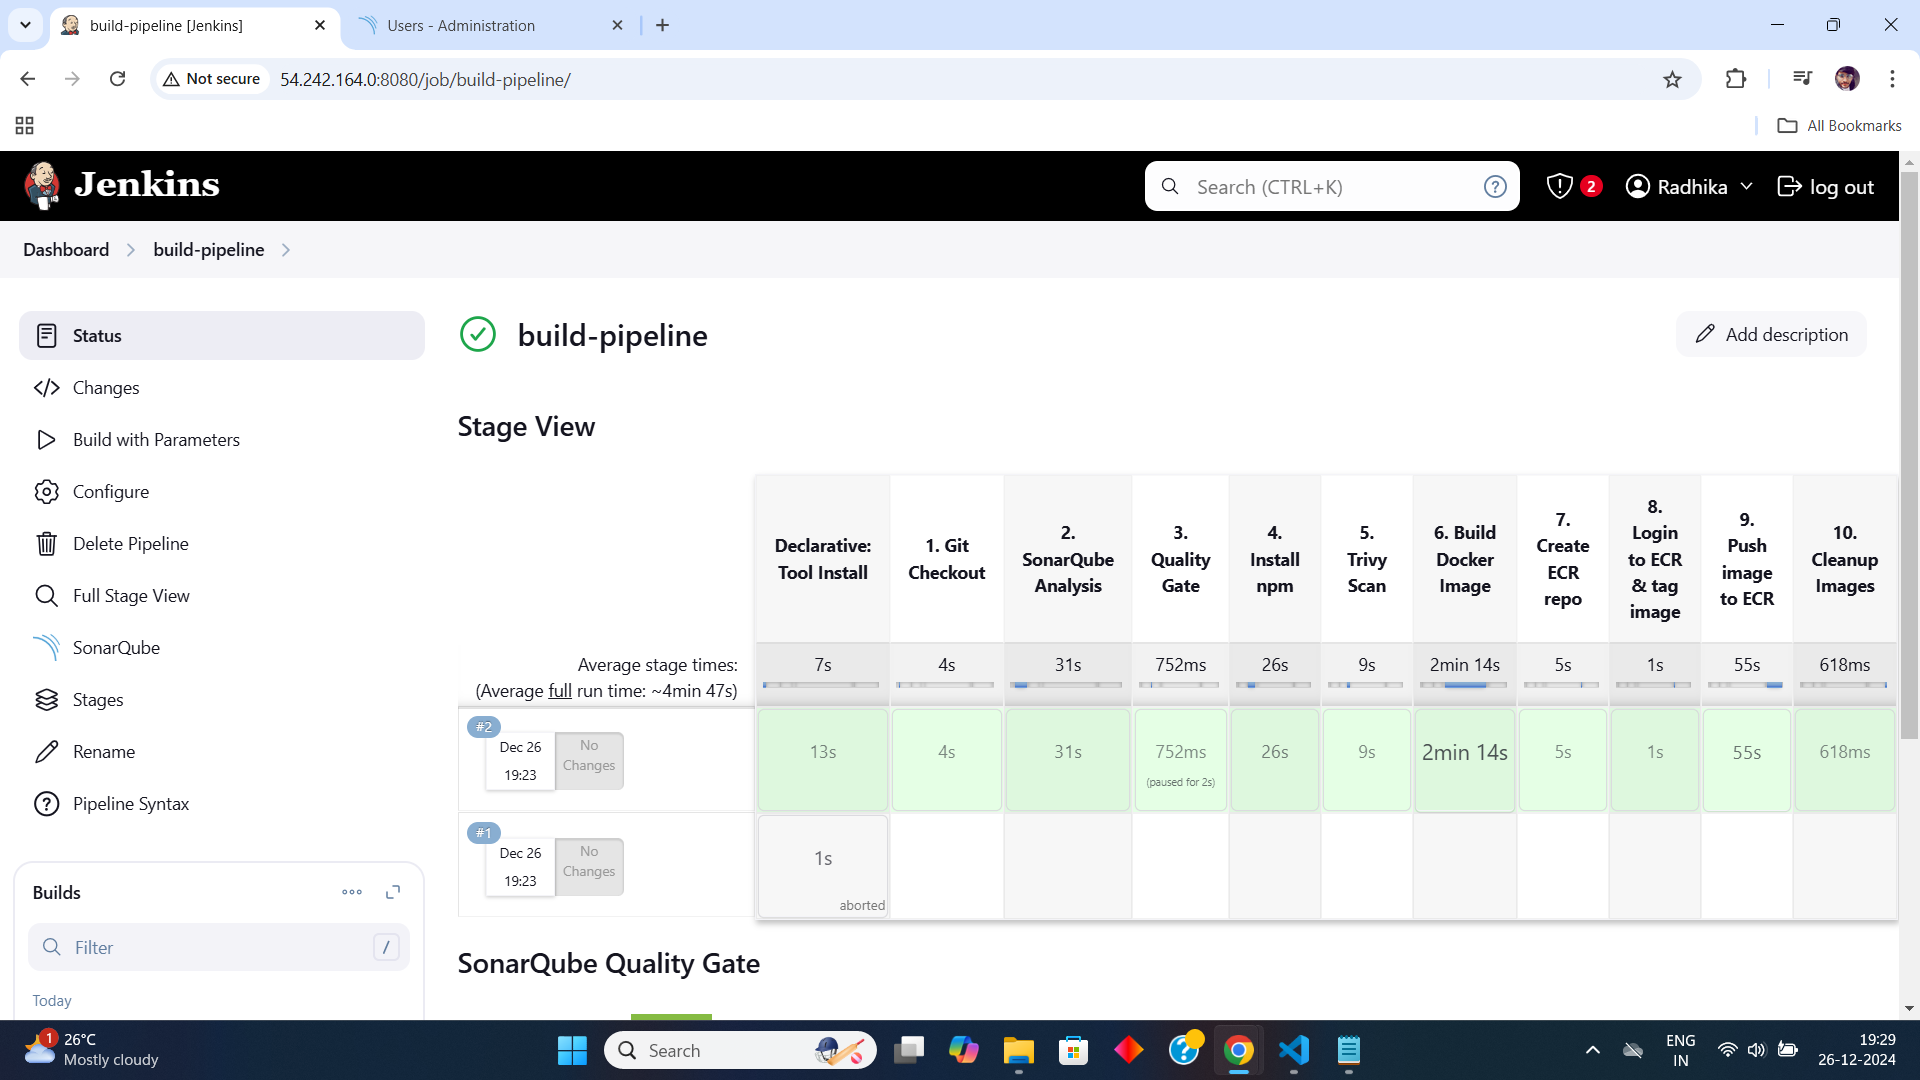 build-pipeline [Jenkins]
Users - Administration
Not secure
54.242.164.0:8080/job/build-pipeline/
All Bookmarks
Jenkins
Search (CTRL+K)
2
Radhika
log out
Dashboard
build-pipeline
Status
Changes
Build with Parameters
Configure
Delete Pipeline
Full Stage View
SonarQube
Stages
Rename
Pipeline Syntax
Builds
Filter
/
Today
build-pipeline
Add description
Stage View
Declarative:
Tool Install
1. Git
Checkout
2.
SonarQube
Analysis
3.
Quality
Gate
4.
Install
npm
5.
Trivy
Scan
6. Build
Docker
Image
7.
Create
ECR
repo
8.
Login
to ECR
& tag
image
9.
Push
image
to ECR
10.
Cleanup
Images
Average stage times:
(Average full run time: ~4min 47s)
7s
4s
31s
752ms
26s
9s
2min 14s
5s
1s
55s
618ms
#2
Dec 26
19:23
No
Changes
13s
4s
31s
752ms
(paused for 2s)
26s
9s
2min 14s
5s
1s
55s
618ms
#1
Dec 26
19:23
No
Changes
1s
aborted
SonarQube Quality Gate
1
26°C
Mostly cloudy
Search
ENG
IN
19:29
26-12-2024